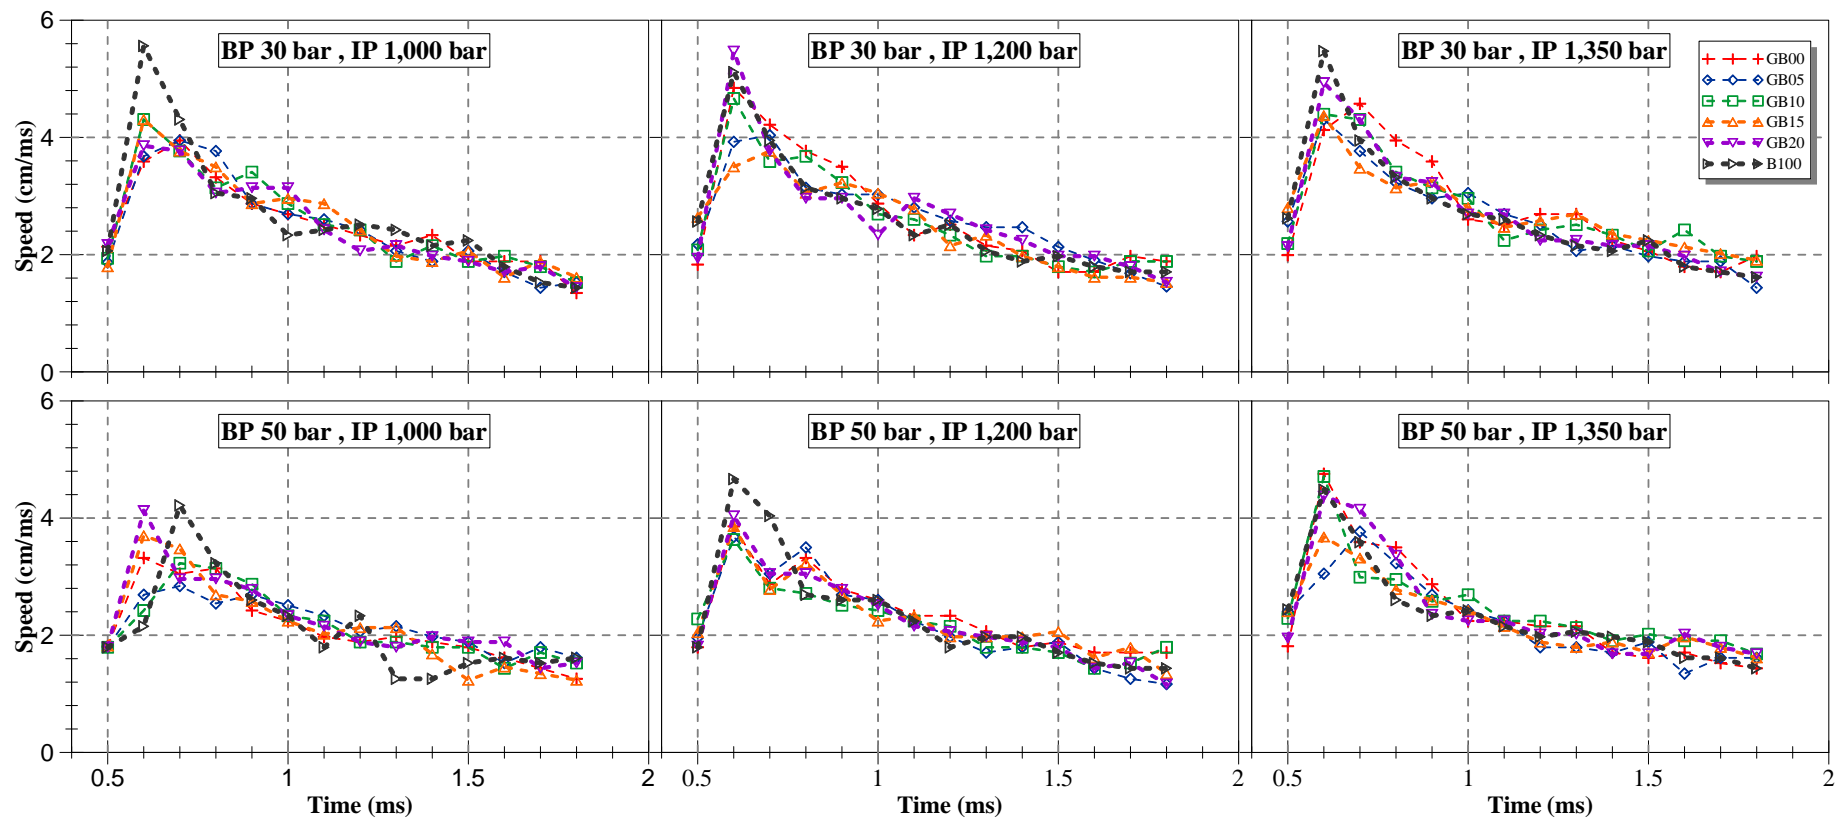 6
4
2
0
Speed (cm/ms)
BP 30 bar , IP 1,000 bar
BP 30 bar , IP 1,200 bar
BP 30 bar , IP 1,350 bar
GB00
GB05
GB10
GB15
GB20
B100
6
4
2
0
Speed (cm/ms)
BP 50 bar , IP 1,000 bar
BP 50 bar , IP 1,200 bar
BP 50 bar , IP 1,350 bar
0.5 1 1.5 2
0.5 1 1.5 2
0.5 1 1.5 2
Time (ms)
Time (ms)
Time (ms)